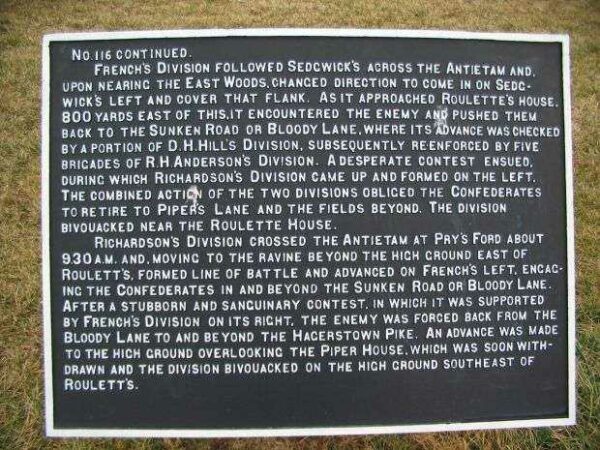 No. 116 CONTINUED.
FRENCH'S DIVISION FOLLOWED SEDGWICK'S ACROSS THE ANTIETAM AND,
UPON NEARING THE EAST WOODS, CHANGED DIRECTION TO COME IN ON SEDG-
WICK'S LEFT AND COVER THAT FLANK. AS IT APPROACHED ROULETTE'S HOUSE,
800 YARDS EAST OF THIS, IT ENCOUNTERED THE ENEMY AND PUSHED THEM
BACK TO THE SUNKEN ROAD OR BLOODY LANE, WHERE ITS ADVANCE WAS CHECKED
BY A PORTION OF D.H.HILL'S DIVISION, SUBSEQUENTLY REENFORCED BY FIVE
BRIGADES OF R.H.ANDERSON'S DIVISION. A DESPERATE CONTEST ENSUED,
DURING WHICH RICHARDSON'S DIVISION CAME UP AND FORMED ON THE LEFT.
THE COMBINED ACTION OF THE TWO DIVISIONS OBLIGED THE CONFEDERATES
TO RETIRE TO PIPER'S LANE AND THE FIELDS BEYOND. THE DIVISION
BIVOUACKED NEAR THE ROULETTE HOUSE.
RICHARDSON'S DIVISION CROSSED THE ANTIETAM AT PRY'S FORD ABOUT
9.30 A.M. AND, MOVING TO THE RAVINE BEYOND THE HIGH GROUND EAST OF
ROULETT'S, FORMED LINE OF BATTLE AND ADVANCED ON FRENCH'S LEFT, ENGAG-
ING THE CONFEDERATES IN AND BEYOND THE SUNKEN ROAD OR BLOODY LANE.
AFTER A STUBBORN AND SANGUINARY CONTEST, IN WHICH IT WAS SUPPORTED
BY FRENCH'S DIVISION ON ITS RIGHT, THE ENEMY WAS FORCED BACK FROM THE
BLOODY LANE TO AND BEYOND THE HAGERSTOWN PIKE. AN ADVANCE WAS MADE
TO THE HIGH GROUND OVERLOOKING THE PIPER HOUSE, WHICH WAS SOON WITH-
DRAWN AND THE DIVISION BIVOUACKED ON THE HIGH GROUND SOUTHEAST OF
ROULETT'S.